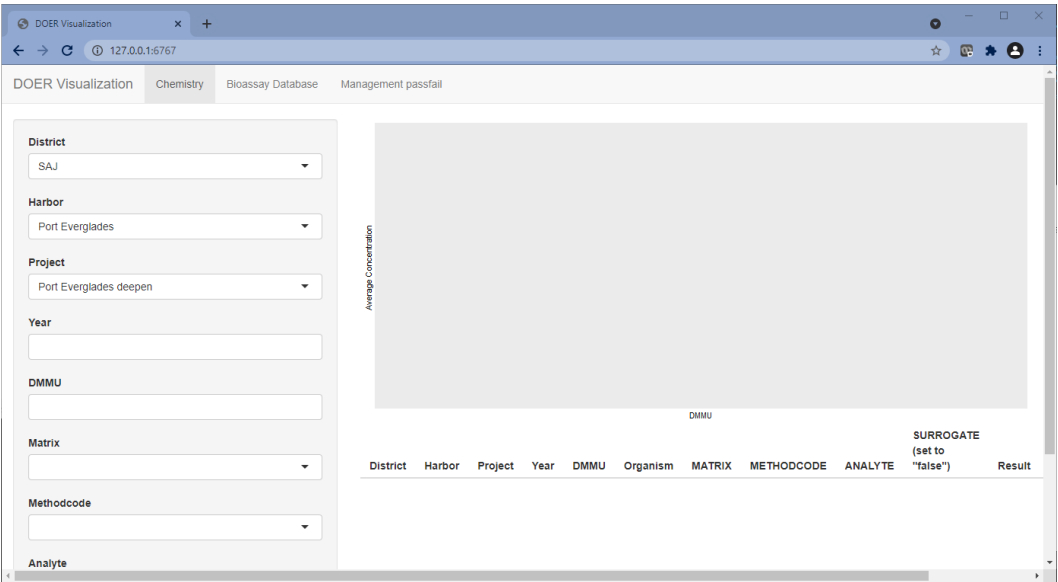 DOER Visualization
127.0.0.1:6767
DOER Visualization Chemistry Bioassay Database Management passfail
District
SAJ
Harbor
Port Everglades
Project
Port Everglades deepen
Year
DMMU
Matrix
Methodcode
Analyte
Average Concentration
DMMU
District Harbor Project Year DMMU Organism MATRIX METHODCODE ANALYTE SURROGATE (set to "false") Result